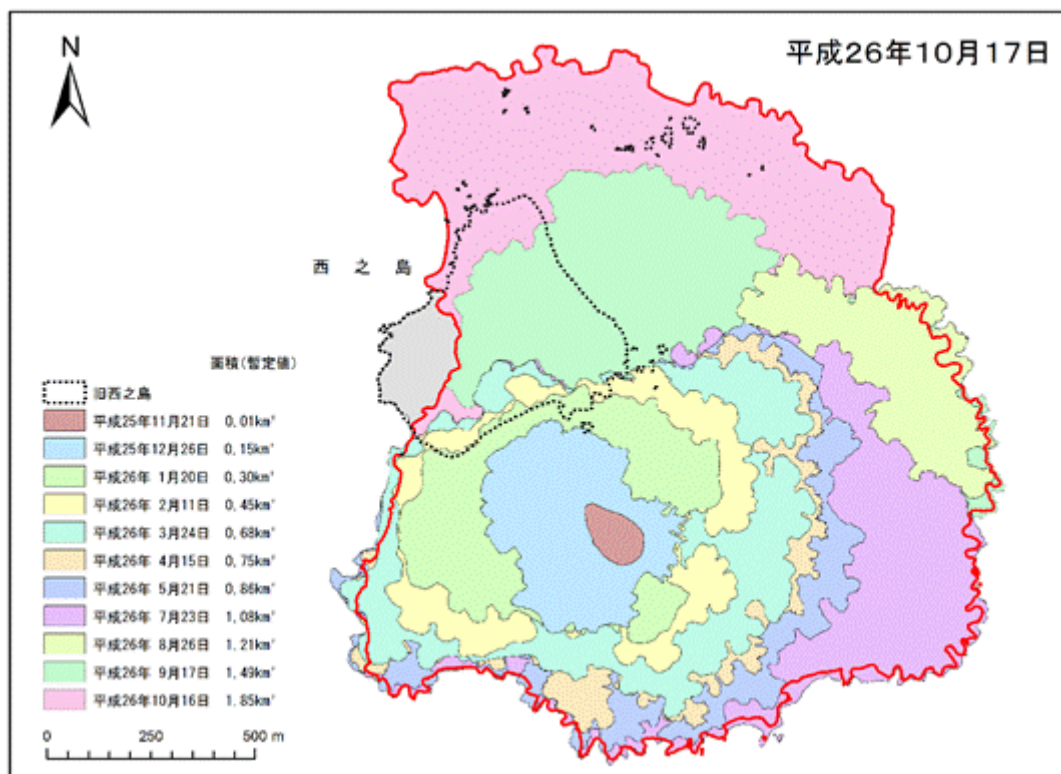 平成26年10月17日
N
西 之 島
面積(暫定値)
旧西之島
平成25年11月21日 0.01km²
平成25年12月26日 0.15km²
平成26年 1月20日 0.30km²
平成26年 2月11日 0.45km²
平成26年 3月24日 0.68km²
平成26年 4月15日 0.75km²
平成26年 5月21日 0.86km²
平成26年 7月23日 1.08km²
平成26年 8月26日 1.21km²
平成26年 9月17日 1.49km²
平成26年10月16日 1.85km²
0 250 500 m